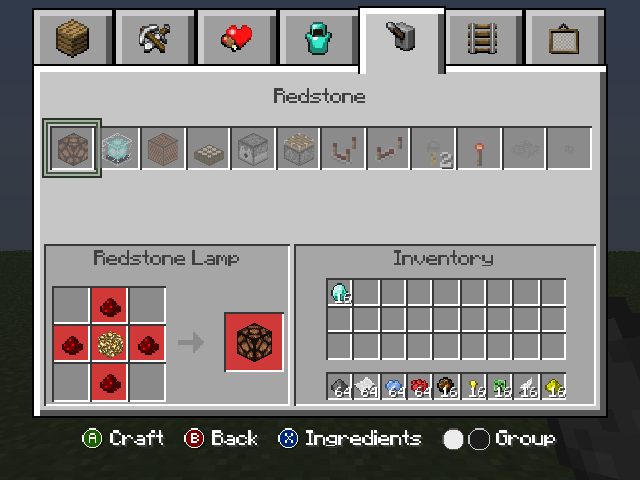 Redstone
2
Redstone Lamp
Inventory
16
64 64 64 64 16 16 16 16 16
A Craft B Back X Ingredients Group